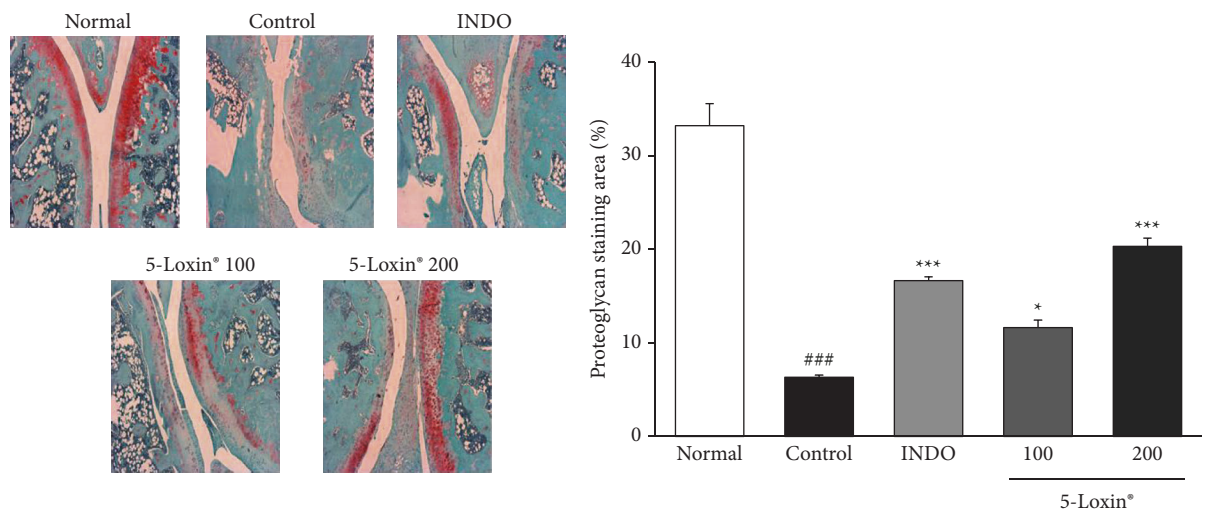 Normal
Control
INDO
5-Loxin® 100
5-Loxin® 200
Proteoglycan staining area (%)
40
30
20
10
0
###
***
*
***
Normal
Control
INDO
100
200
5-Loxin®